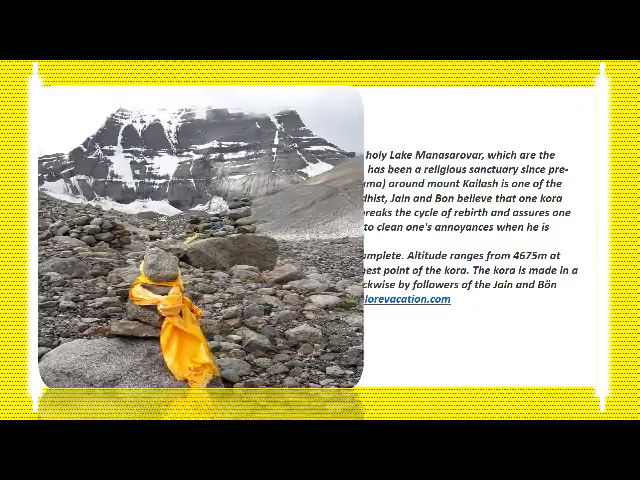 holy Lake Manasarovar, which are the
has been a religious sanctuary since pre-
ama) around mount Kailash is one of the
dhist, Jain and Bon believe that one kora
breaks the cycle of rebirth and assures one
to clean one's annoyances when he is
omplete. Altitude ranges from 4675m at
hest point of the kora. The kora is made in a
ckwise by followers of the Jain and Bön
lorevacation.com